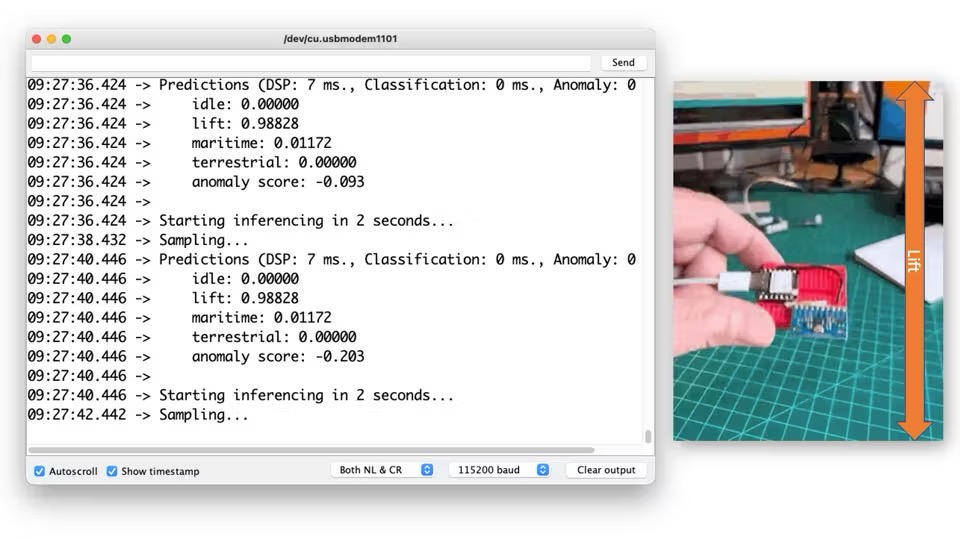 /dev/cu.usbmodem1101
Send
09:27:36.424 -> Predictions (DSP: 7 ms., Classification: 0 ms., Anomaly: 0
09:27:36.424 -> idle: 0.00000
09:27:36.424 -> lift: 0.98828
09:27:36.424 -> maritime: 0.01172
09:27:36.424 -> terrestrial: 0.00000
09:27:36.424 -> anomaly score: -0.093
09:27:36.424 ->
09:27:36.424 -> Starting inferencing in 2 seconds...
09:27:38.432 -> Sampling...
09:27:40.446 -> Predictions (DSP: 7 ms., Classification: 0 ms., Anomaly: 0
09:27:40.446 -> idle: 0.00000
09:27:40.446 -> lift: 0.98828
09:27:40.446 -> maritime: 0.01172
09:27:40.446 -> terrestrial: 0.00000
09:27:40.446 -> anomaly score: -0.203
09:27:40.446 ->
09:27:40.446 -> Starting inferencing in 2 seconds...
09:27:42.442 -> Sampling...
Autoscroll
Show timestamp
Both NL & CR
115200 baud
Clear output
Lift